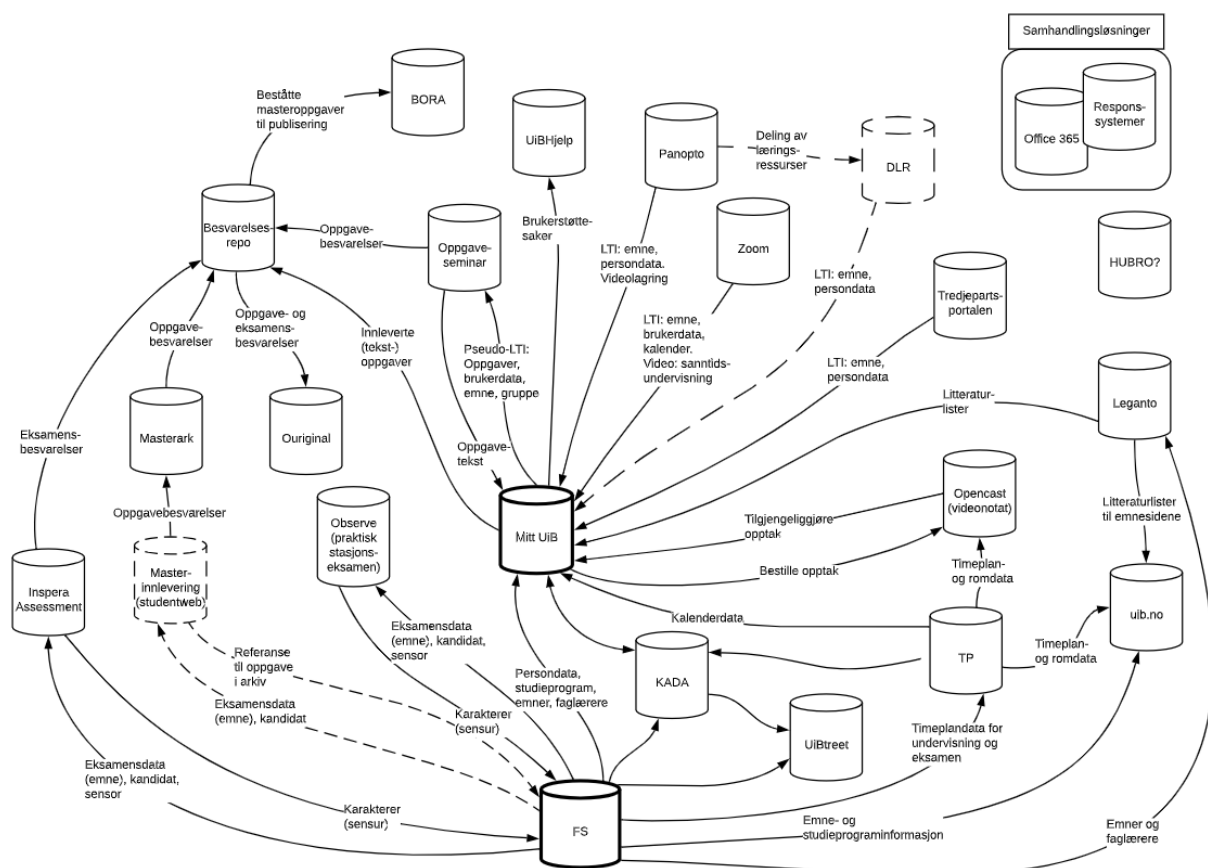 Samhandlingsløsninger
Office 365
Respons-
systemer
BORA
Beståtte
masteroppgaver
til publisering
UiBHjelp
Panopto
Deling av
lærings-
ressurser
DLR
Besvarelses-
repo
Oppgave-
besvarelser
Oppgave-
seminar
Brukerstøtte-
saker
LTI: emne,
persondata.
Videolagring
Zoom
LTI: emne,
persondata
HUBRO?
Tredjeparts-
portalen
Oppgave-
besvarelser
Oppgave- og
eksamens-
besvarelser
Innleverte
(tekst-)
oppgaver
Pseudo-LTI:
Oppgaver,
brukerdata,
emne, gruppe
LTI: emne,
brukerdata,
kalender.
Video: sanntids-
undervisning
LTI: emne,
persondata
Litteratur-
lister
Leganto
Eksamens-
besvarelser
Masterark
Ouriginal
Oppgave-
tekst
Oppgavebesvarelser
Observe
(praktisk
stasjons-
eksamen)
Mitt UiB
Tilgjengeliggjøre
opptak
Opencast
(videonotat)
Litteraturlister
til emnesidene
Inspera
Assessment
Master-
innlevering
(studentweb)
Bestille opptak
Timeplan-
og romdata
uib.no
Kalenderdata
Eksamensdata
(emne), kandidat,
sensor
Referanse
til oppgave
i arkiv
Persondata,
studieprogram,
emner, faglærere
KADA
TP
Timeplan-
og romdata
Eksamensdata
(emne), kandidat
Karakterer
(sensur)
UiBtreet
Timeplandata for
undervisning og
eksamen
Eksamensdata
(emne), kandidat,
sensor
Karakterer
(sensur)
FS
Emne- og
studieprograminformasjon
Emner og
faglærere